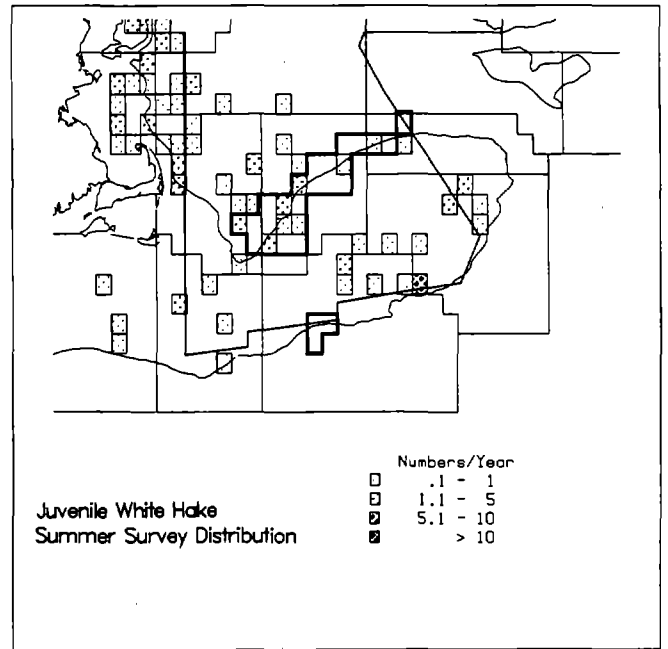 Numbers/Year
.1 - 1
1.1 - 5
5.1 - 10
> 10
Juvenile White Hake
Summer Survey Distribution